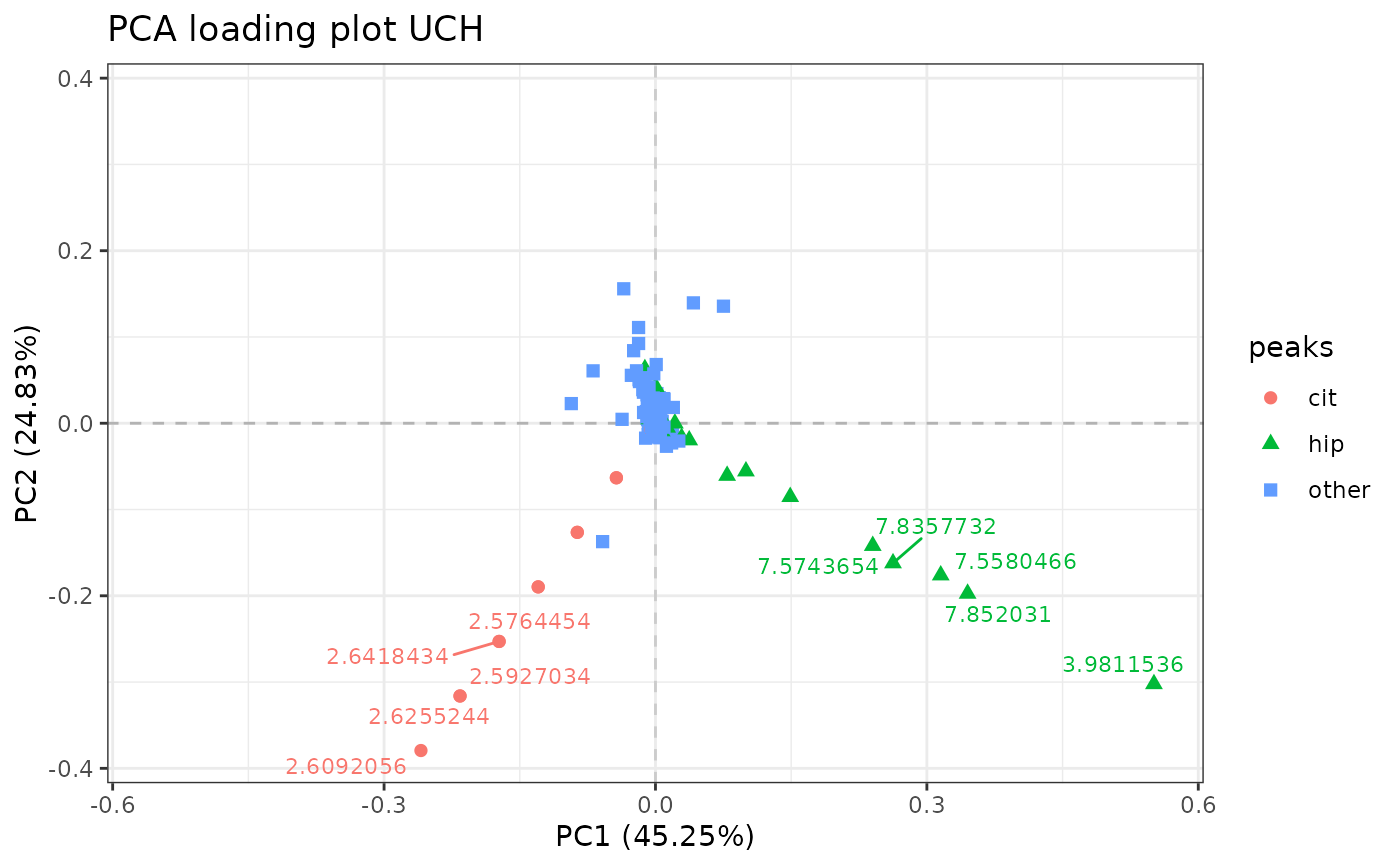 PCA loading plot UCH
PC2 (24.83%)
0.4
0.2
0.0
-0.2
-0.4
7.8357732
7.5743654
7.5580466
7.852031
3.9811536
2.5764454
2.6418434
2.5927034
2.6255244
2.6092056
-0.6
-0.3
0.0
0.3
0.6
PC1 (45.25%)
peaks
cit
hip
other